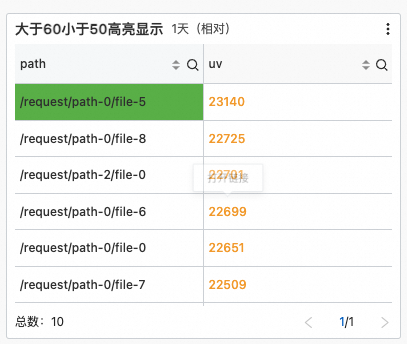 大于60小于50高亮显示 1天（相对）
path uv
/request/path-0/file-5 23140
/request/path-0/file-8 22725
/request/path-2/file-0 22701
打开链接
/request/path-0/file-6 22699
/request/path-0/file-0 22651
/request/path-0/file-7 22509
总数：10 1/1